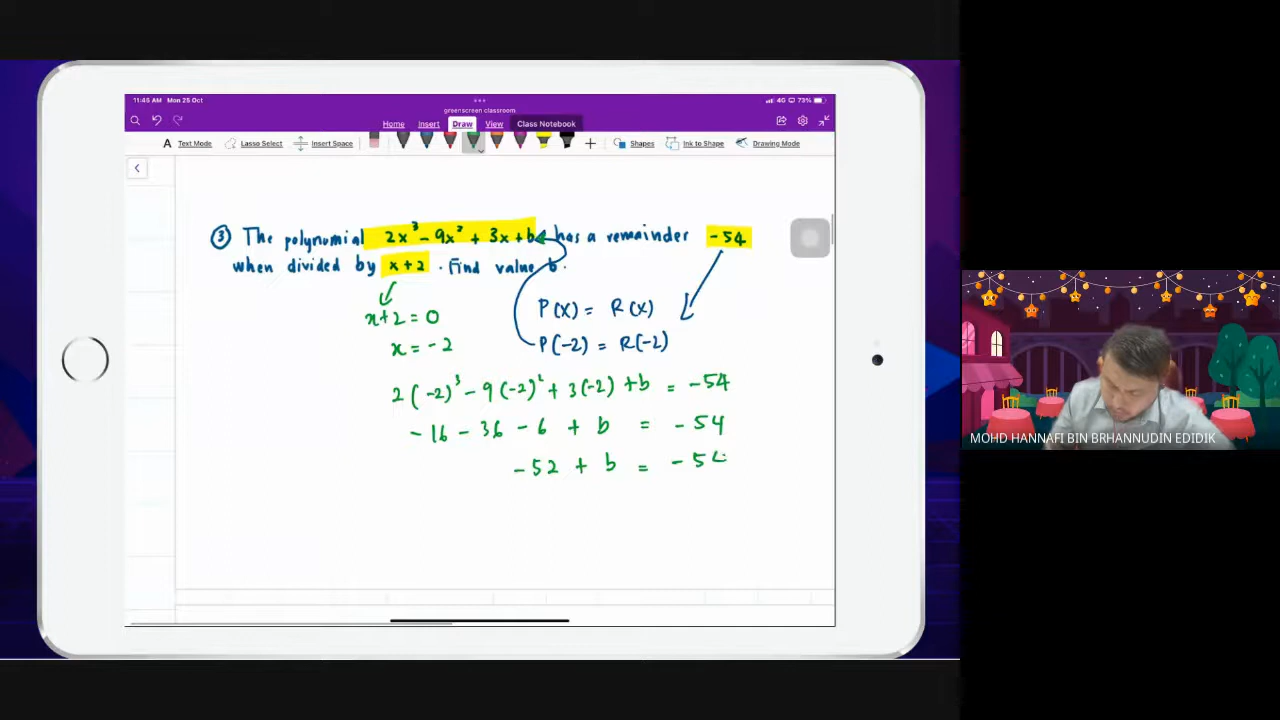 11:45 AM Mon 25 Oct
4G 73%
greenscreen classroom
Home Insert Draw View Class Notebook
A Text Mode Lasso Select Insert Space + Shapes Ink to Shape Drawing Mode
③ The polynomial 2x³ - 9x² + 3x + b has a remainder -54
when divided by x+2 . Find value b.
x+2 = 0
x = -2
P(x) = R(x)
P(-2) = R(-2)
2(-2)³ - 9(-2)² + 3(-2) + b = -54
-16 - 36 - 6 + b = -54
-52 + b = -54
MOHD HANNAFI BIN BRHANNUDIN EDIDIK